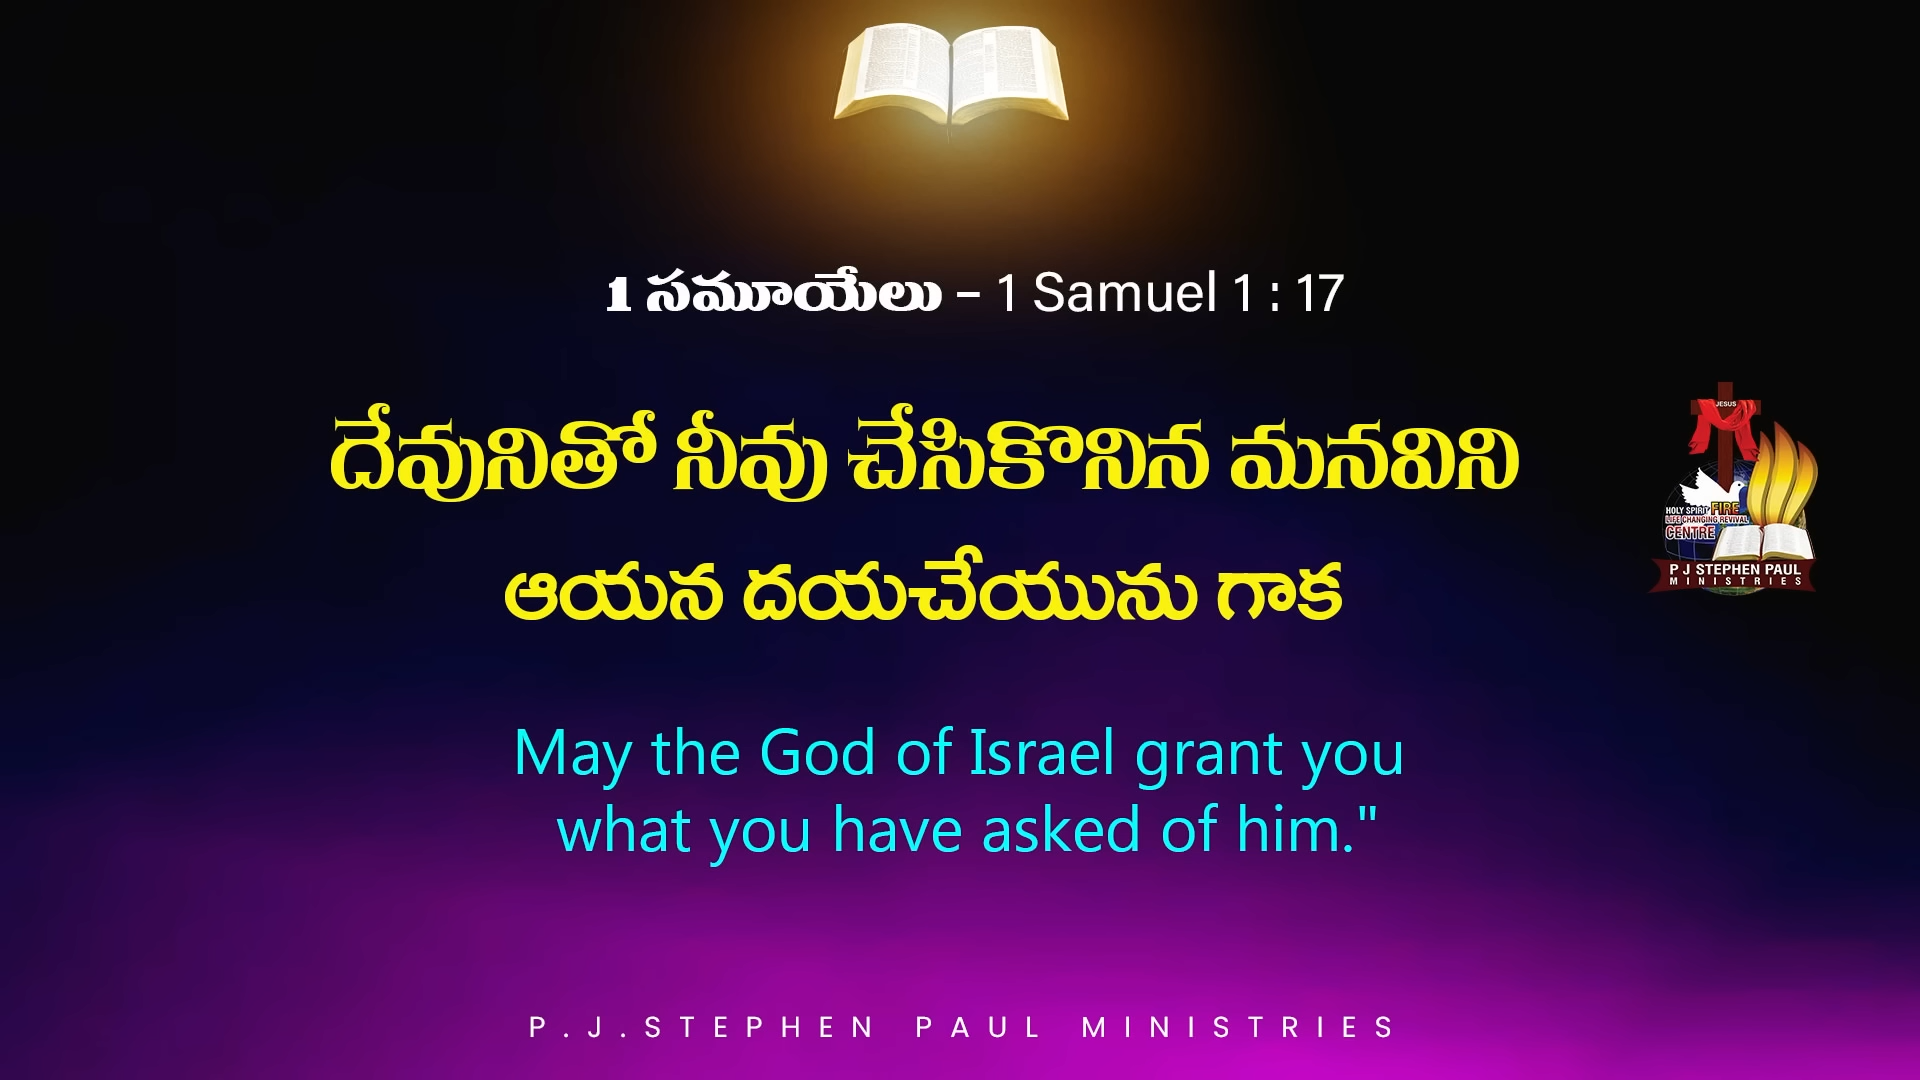 1 సమూయేలు – 1 Samuel 1 : 17
దేవునితో నీవు చేసికొనిన మనవిని
ఆయన దయచేయును గాక
May the God of Israel grant you
what you have asked of him."
JESUS
HOLY SPIRIT FIRE
LIFE CHANGING REVIVAL
CENTRE
P J STEPHEN PAUL
MINISTRIES
P.J.STEPHEN PAUL MINISTRIES